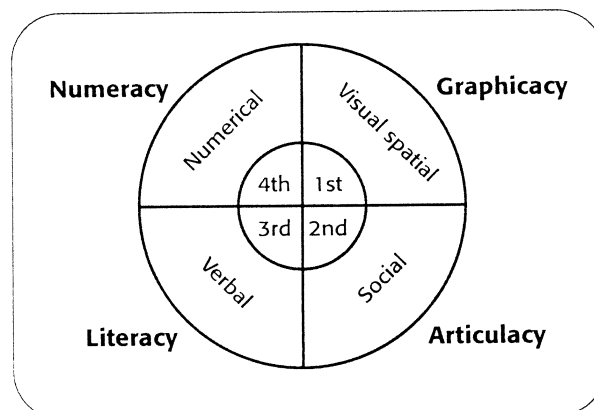 Numeracy
Graphicacy
Numerical
Visual spatial
4th
1st
3rd
2nd
Verbal
Social
Literacy
Articulacy